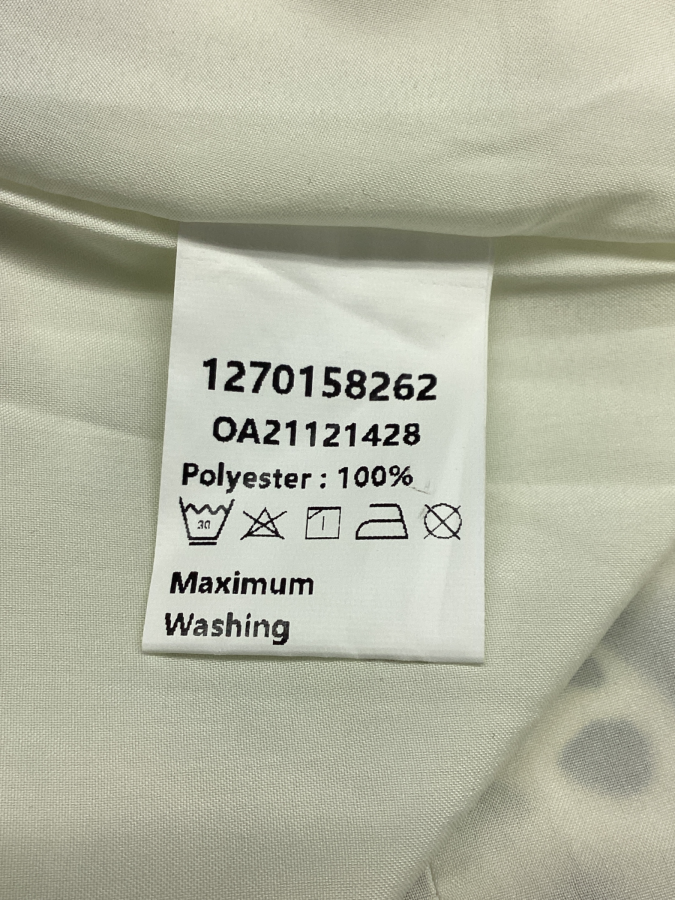 1270158262
OA21121428
Polyester : 100%
30
Maximum
Washing